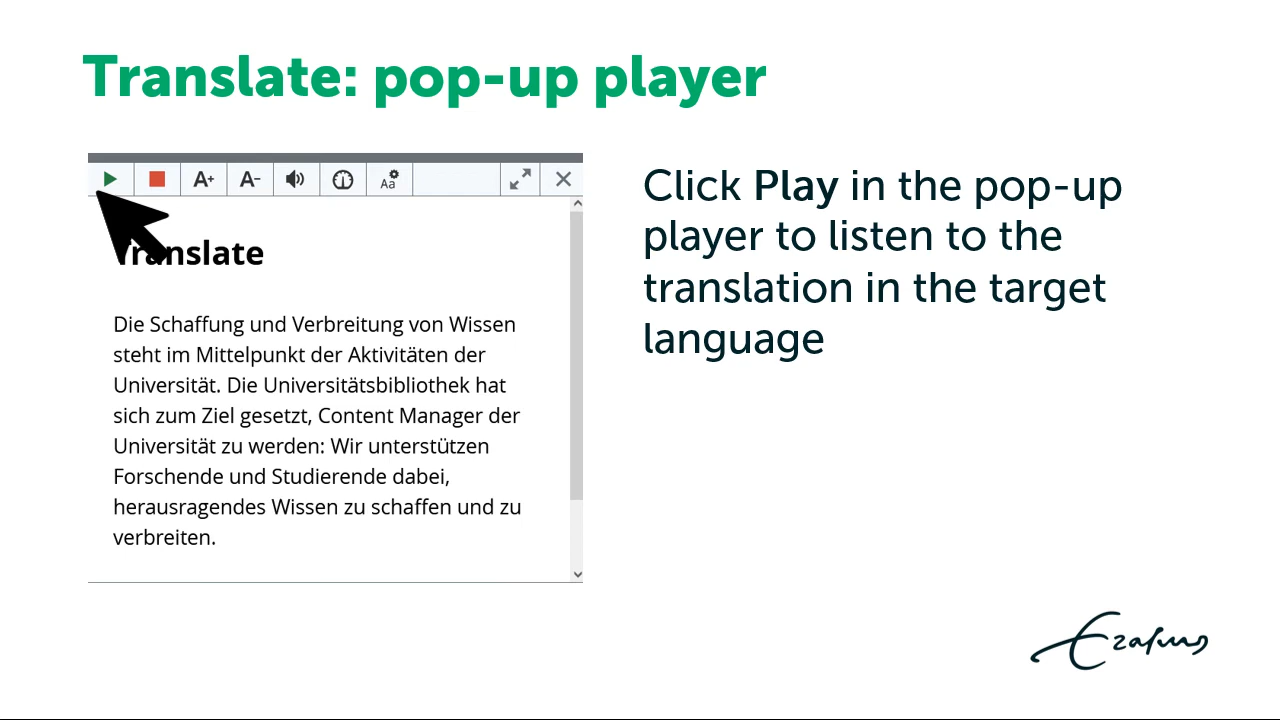 Translate: pop-up player
A+ A- Aa
Translate
Die Schaffung und Verbreitung von Wissen
steht im Mittelpunkt der Aktivitäten der
Universität. Die Universitätsbibliothek hat
sich zum Ziel gesetzt, Content Manager der
Universität zu werden: Wir unterstützen
Forschende und Studierende dabei,
herausragendes Wissen zu schaffen und zu
verbreiten.
Click Play in the pop-up
player to listen to the
translation in the target
language
Erasmus